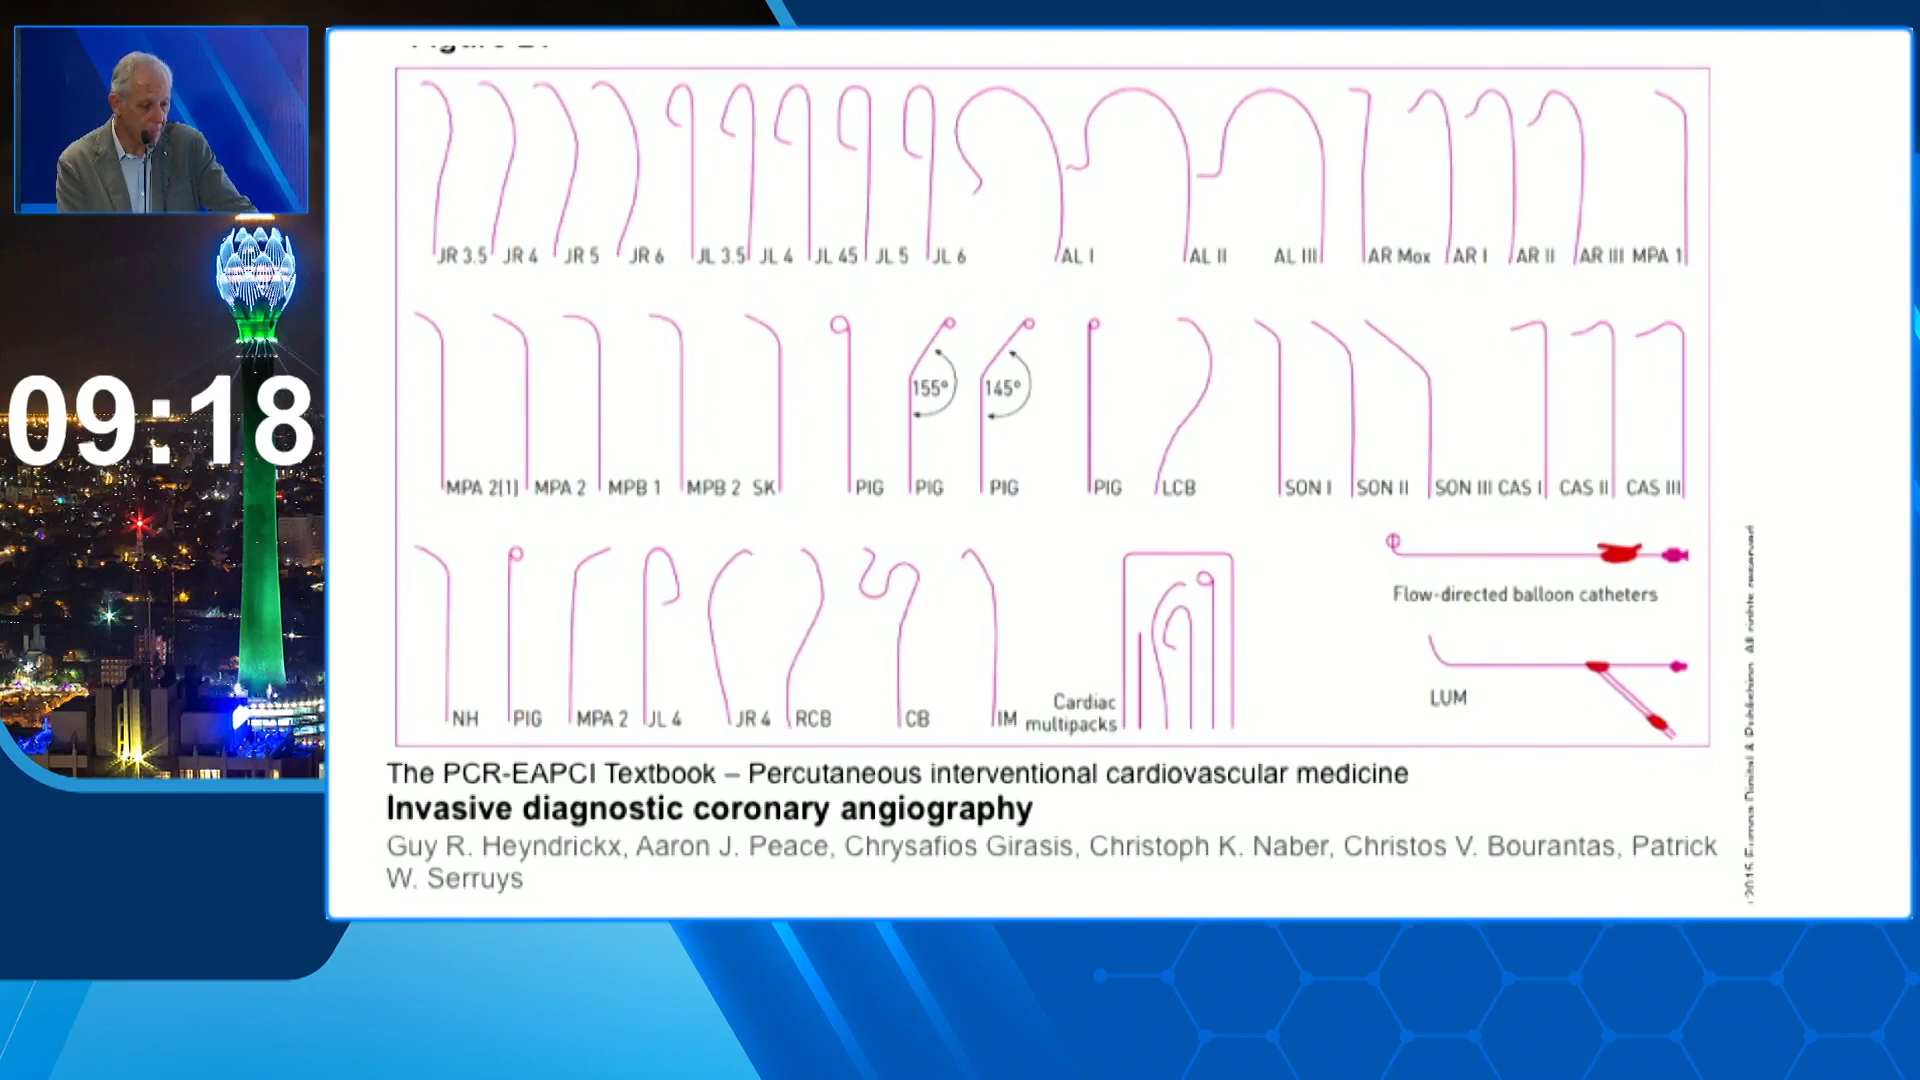 09:18
JR 3.5 JR 4 JR 5 JR 6 JL 3.5 JL 4 JL 45 JL 5 JL 6 AL I AL II AL III AR Mox AR I AR II AR III MPA 1
155° 145°
MPA 2(1) MPA 2 MPB 1 MPB 2 SK PIG PIG PIG PIG LCB SON I SON II SON III CAS I CAS II CAS III
Flow-directed balloon catheters
LUM
NH PIG MPA 2 JL 4 JR 4 RCB CB IM Cardiac
multipacks
The PCR-EAPCI Textbook – Percutaneous interventional cardiovascular medicine
Invasive diagnostic coronary angiography
Guy R. Heyndrickx, Aaron J. Peace, Chrysafios Girasis, Christoph K. Naber, Christos V. Bourantas, Patrick
W. Serruys